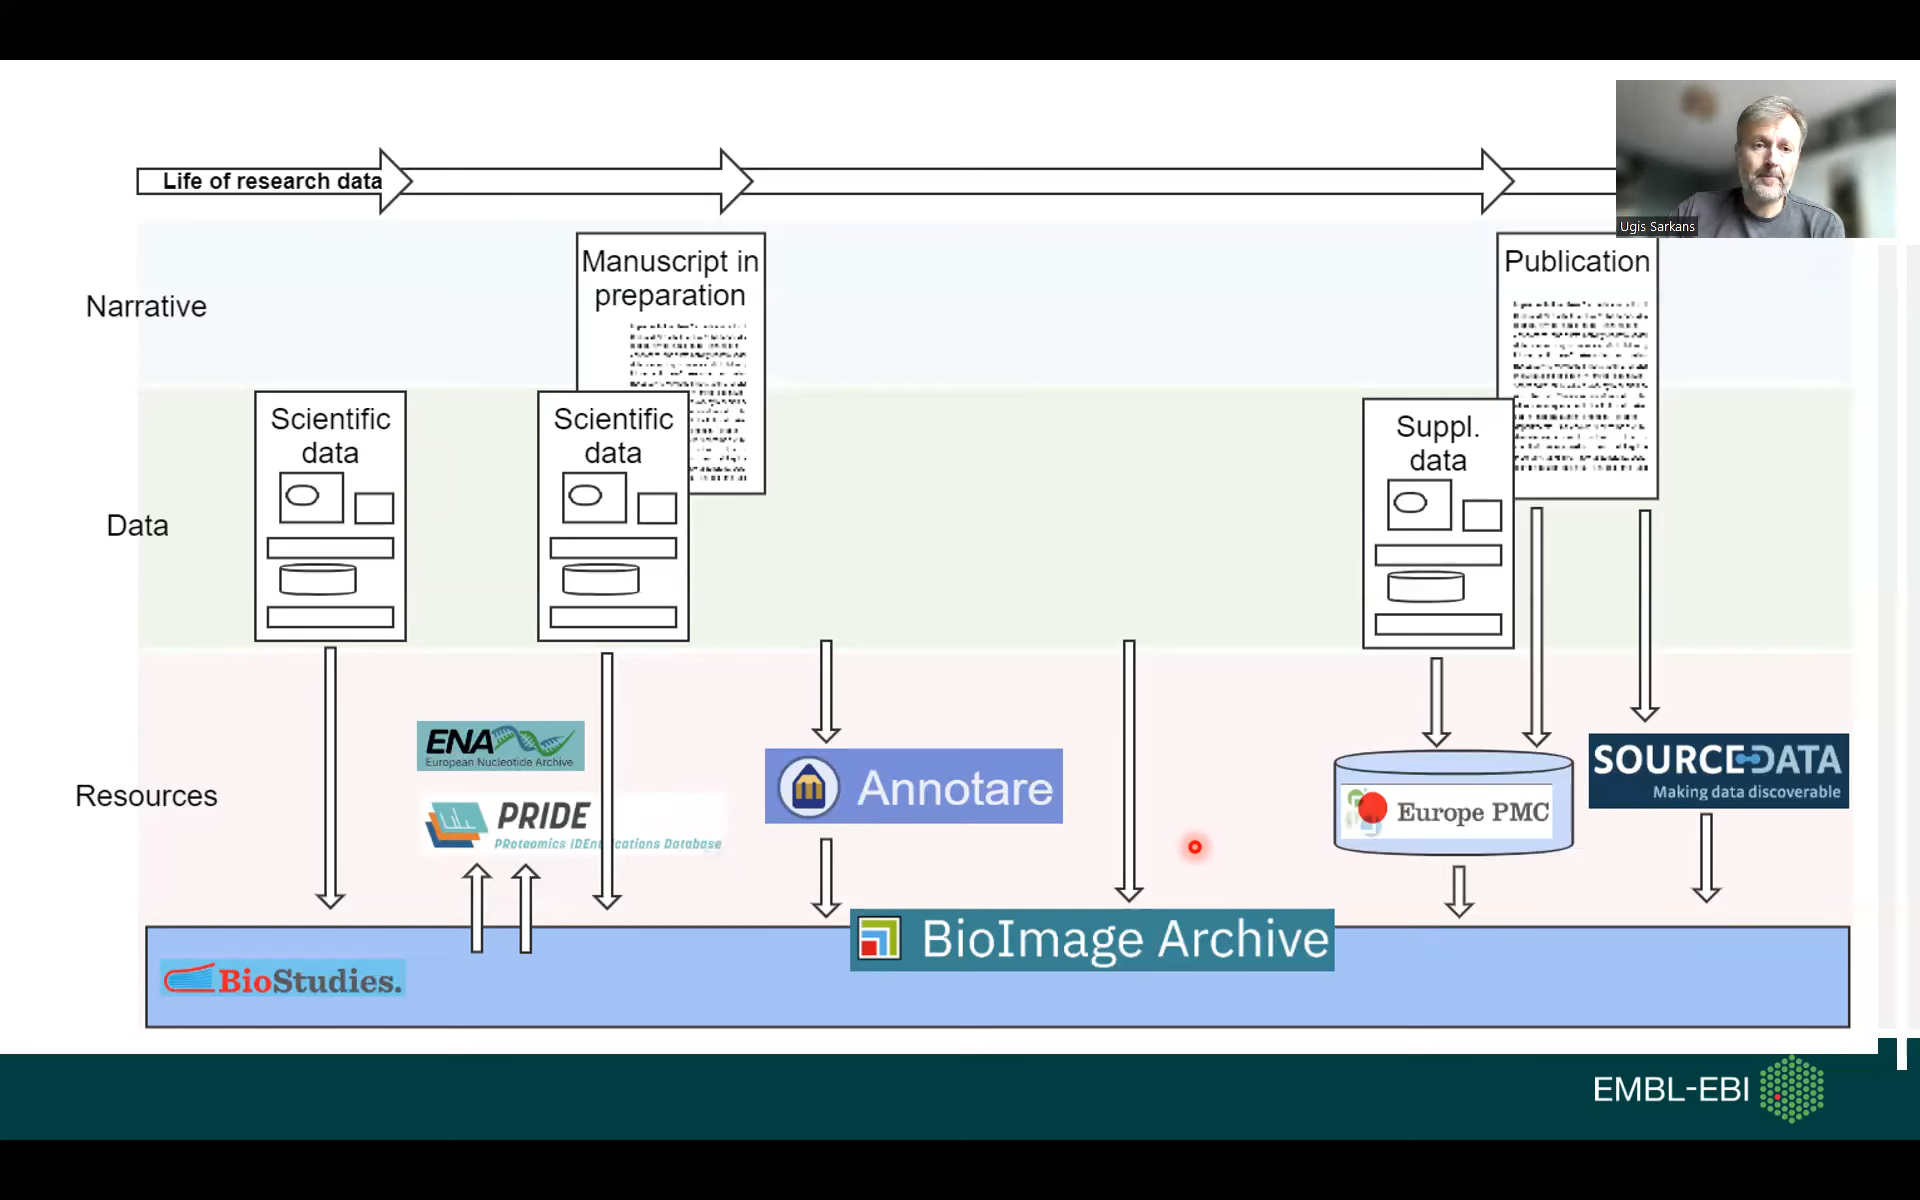 Life of research data
Ugis Sarkans
Narrative
Manuscript in
preparation
Publication
Data
Scientific
data
Scientific
data
Suppl.
data
Resources
ENA
European Nucleotide Archive
PRIDE
Annotare
Europe PMC
SOURCEDATA
Making data discoverable
BioStudies.
BioImage Archive
EMBL-EBI